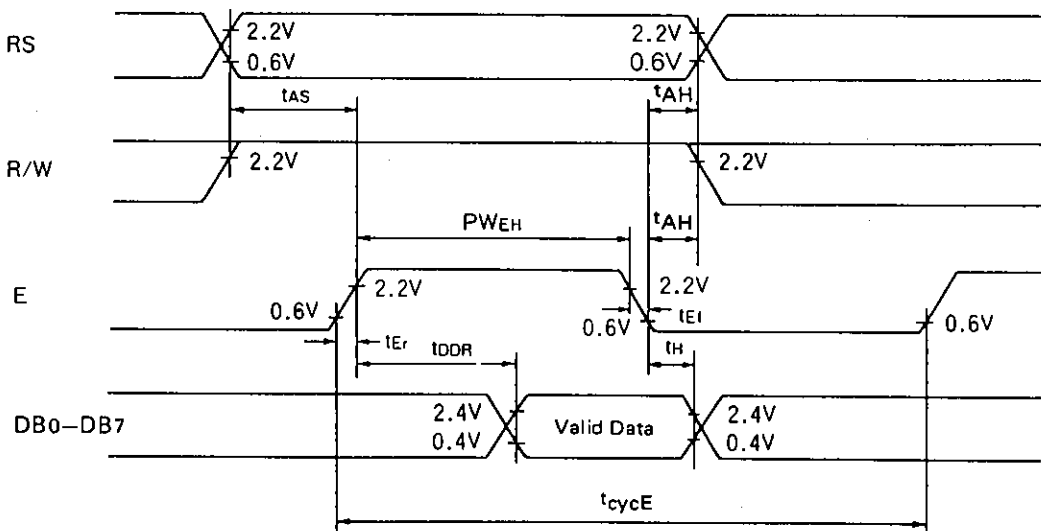 RS
2.2V
0.6V
2.2V
0.6V
tAS
tAH
R/W
2.2V
2.2V
PWEH
tAH
E
0.6V
2.2V
2.2V
0.6V
tEf
0.6V
tEr
tDDR
tH
DB0–DB7
2.4V
0.4V
Valid Data
2.4V
0.4V
tcycE